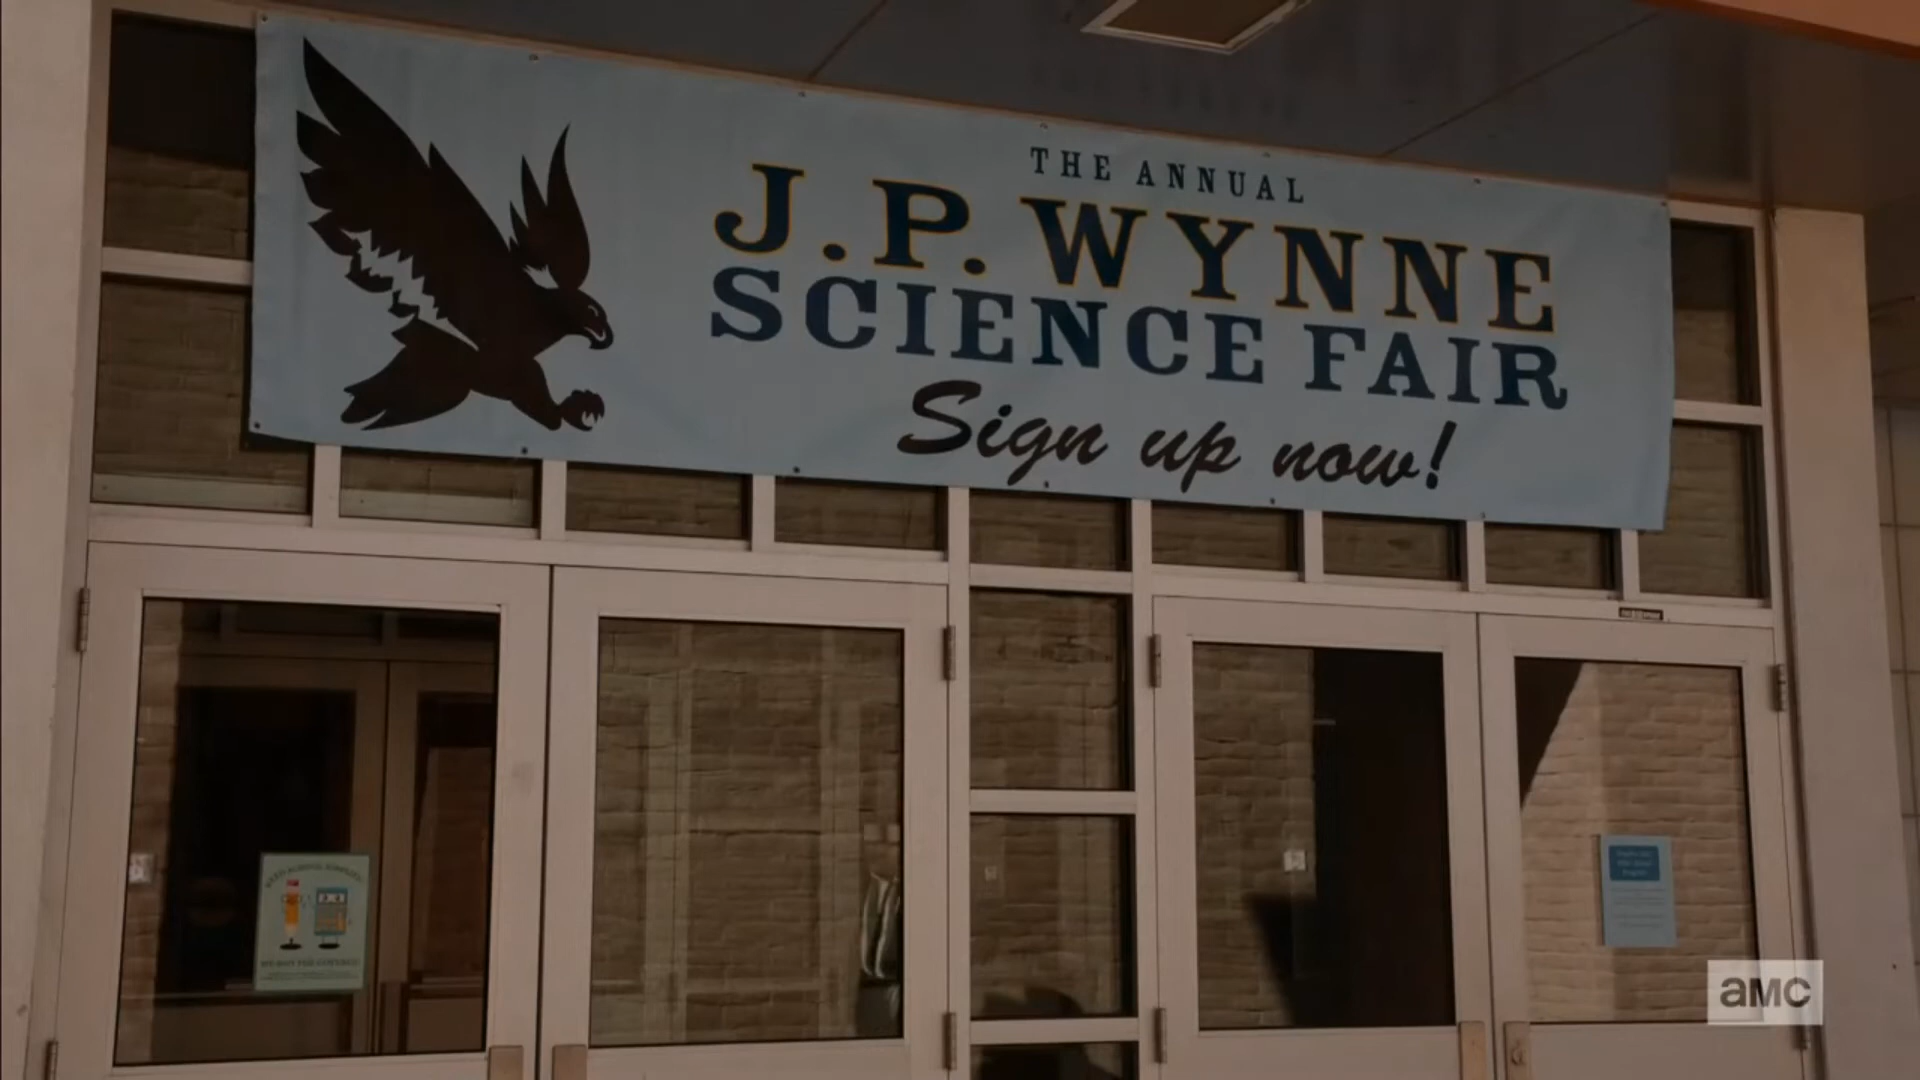 THE ANNUAL
J.P. WYNNE
SCIENCE FAIR
Sign up now!
aMC